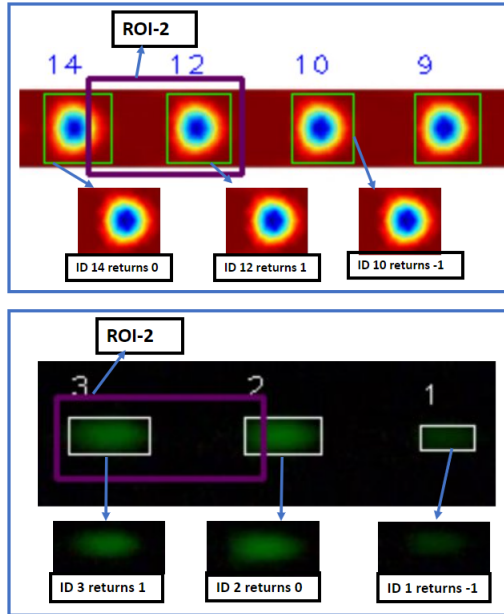 ROI-2
14 12 10 9
ID 14 returns 0 ID 12 returns 1 ID 10 returns -1
ROI-2
3 2 1
ID 3 returns 1 ID 2 returns 0 ID 1 returns -1